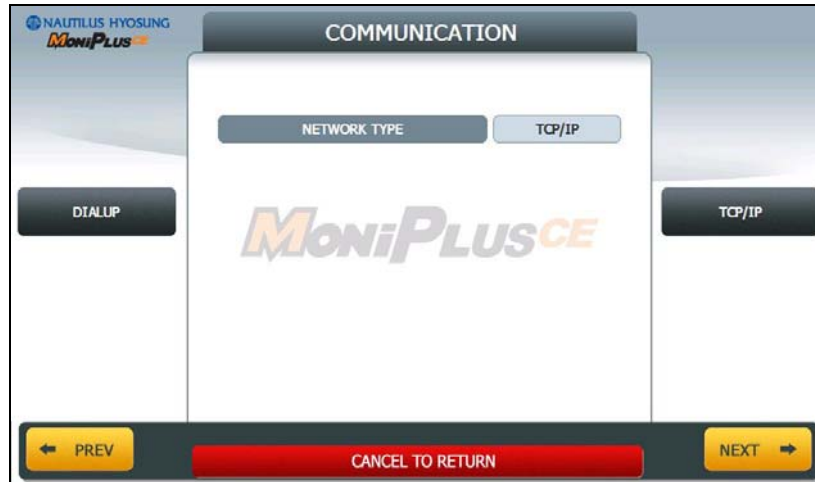 NAUTILUS HYOSUNG
MONIPLUSCE
COMMUNICATION
NETWORK TYPE TCP/IP
DIALUP
TCP/IP
MONIPLUSCE
PREV
CANCEL TO RETURN
NEXT